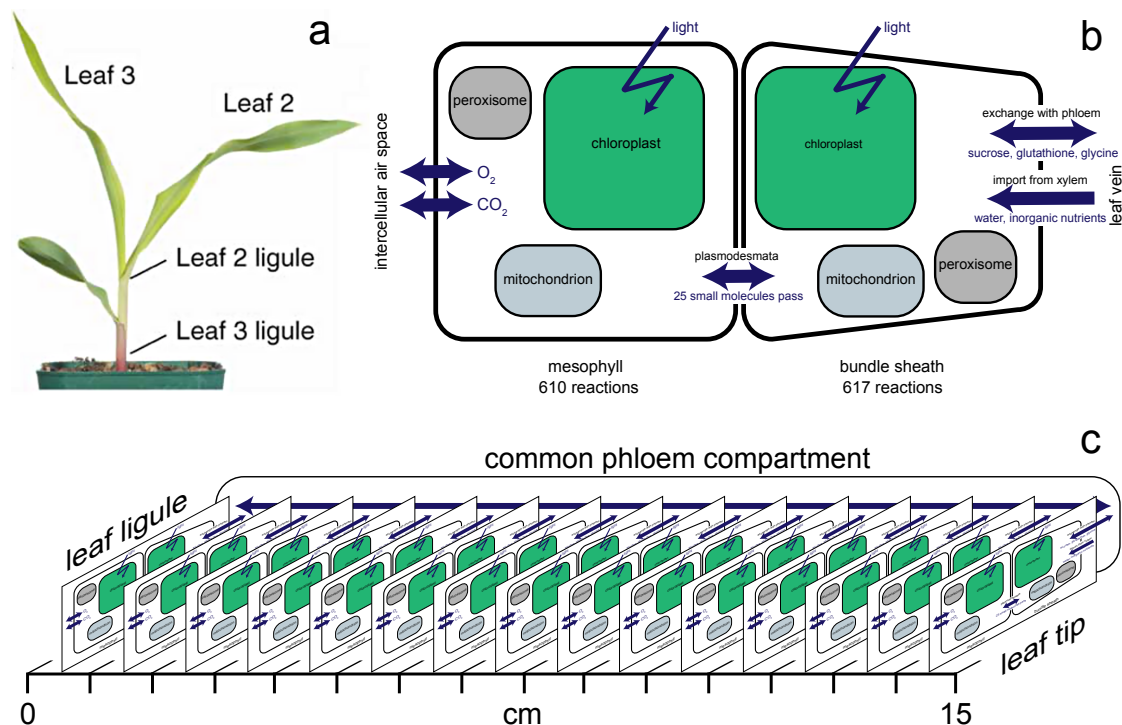 a
Leaf 3
Leaf 2
Leaf 2 ligule
Leaf 3 ligule
b
light
light
peroxisome
chloroplast
chloroplast
intercellular air space
O2
CO2
mitochondrion
plasmodesmata
25 small molecules pass
mitochondrion
peroxisome
exchange with phloem
sucrose, glutathione, glycine
import from xylem
water, inorganic nutrients
leaf vein
mesophyll
610 reactions
bundle sheath
617 reactions
c
common phloem compartment
leaf ligule
leaf tip
0
cm
15